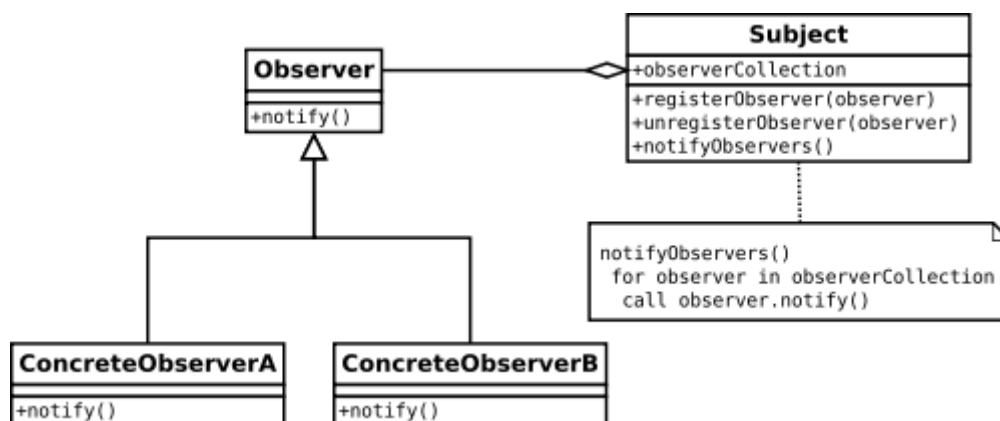 Observer
+notify()
Subject
+observerCollection
+registerObserver(observer)
+unregisterObserver(observer)
+notifyObservers()
notifyObservers()
for observer in observerCollection
call observer.notify()
ConcreteObserverA
+notify()
ConcreteObserverB
+notify()